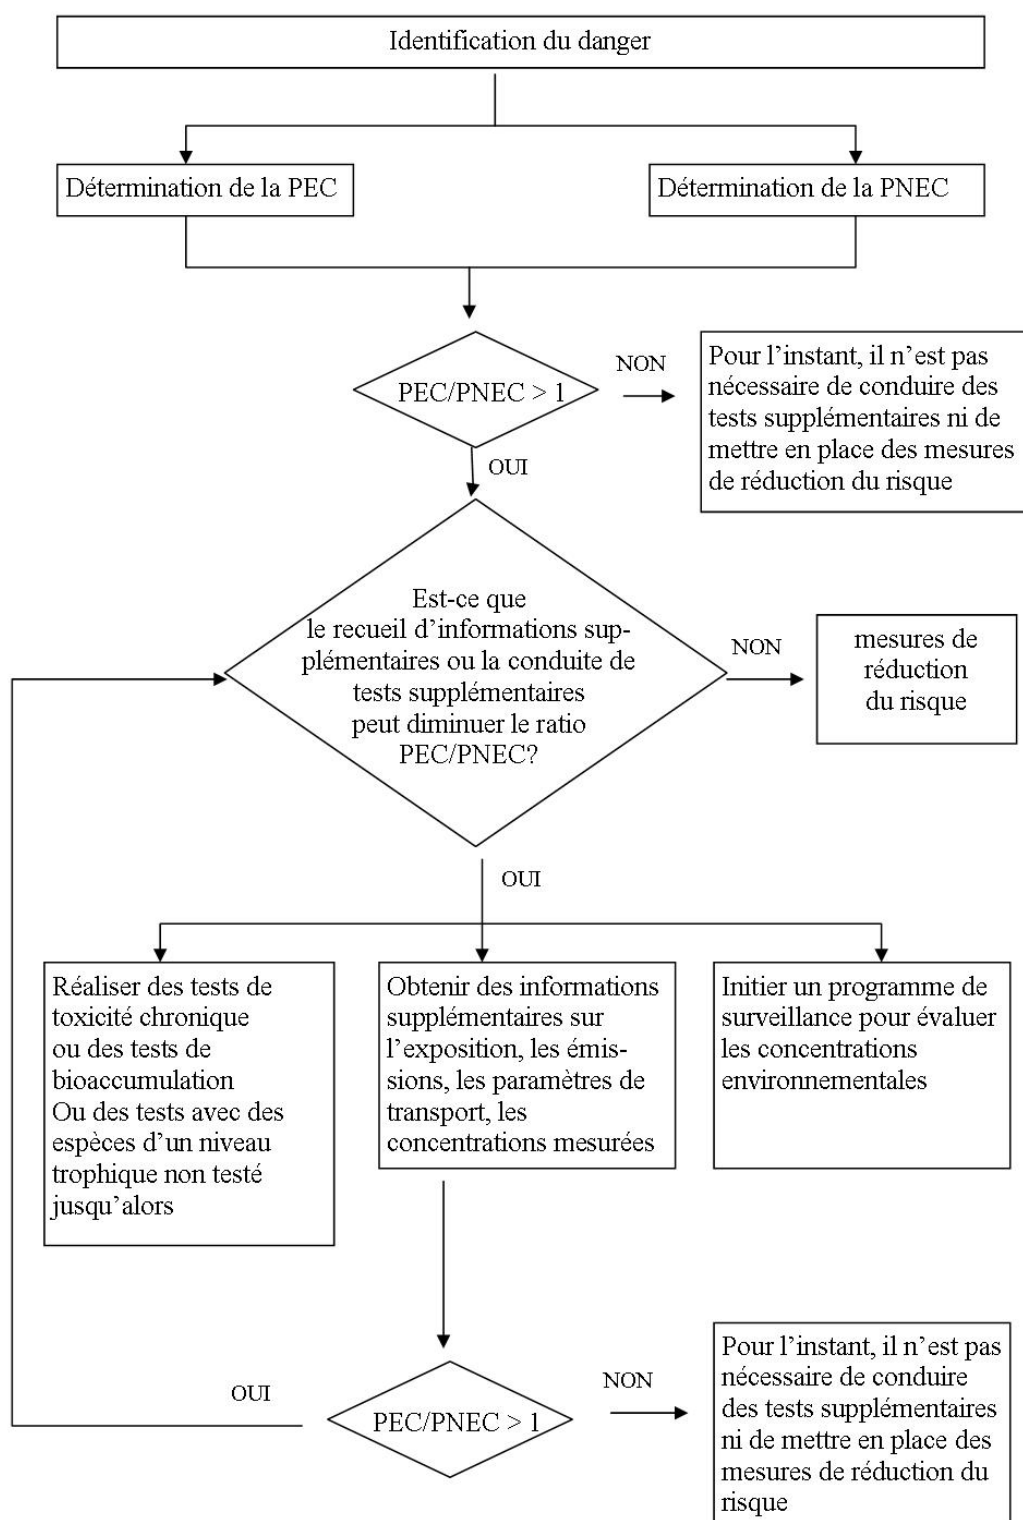 Identification du danger
Détermination de la PEC
Détermination de la PNEC
PEC/PNEC > 1
NON
Pour l'instant, il n'est pas
nécessaire de conduire des
tests supplémentaires ni de
mettre en place des mesures
de réduction du risque
OUI
Est-ce que
le recueil d'informations sup-
plémentaires ou la conduite de
tests supplémentaires
peut diminuer le ratio
PEC/PNEC?
NON
mesures de
réduction
du risque
OUI
Réaliser des tests de
toxicité chronique
ou des tests de
bioaccumulation
Ou des tests avec des
espèces d'un niveau
trophique non testé
jusqu'alors
Obtenir des informations
supplémentaires sur
l'exposition, les émis-
sions, les paramètres de
transport, les
concentrations mesurées
Initier un programme de
surveillance pour évaluer
les concentrations
environnementales
OUI
PEC/PNEC > 1
NON
Pour l'instant, il n'est pas
nécessaire de conduire
des tests supplémentaires
ni de mettre en place des
mesures de réduction du
risque